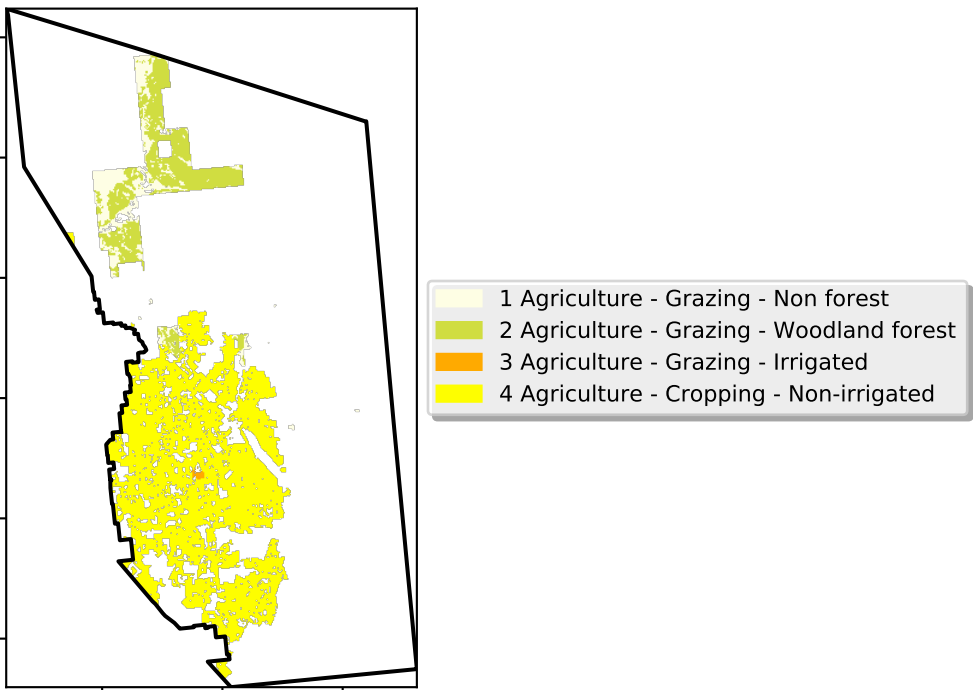 1 Agriculture - Grazing - Non forest
2 Agriculture - Grazing - Woodland forest
3 Agriculture - Grazing - Irrigated
4 Agriculture - Cropping - Non-irrigated